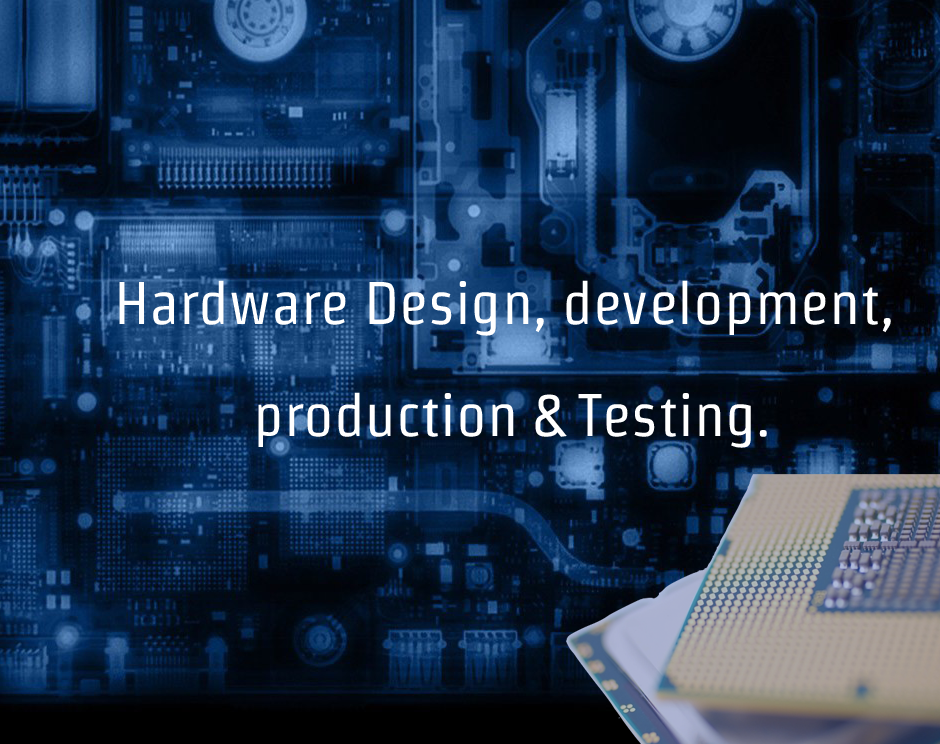 Hardware Design, development,
production & Testing.